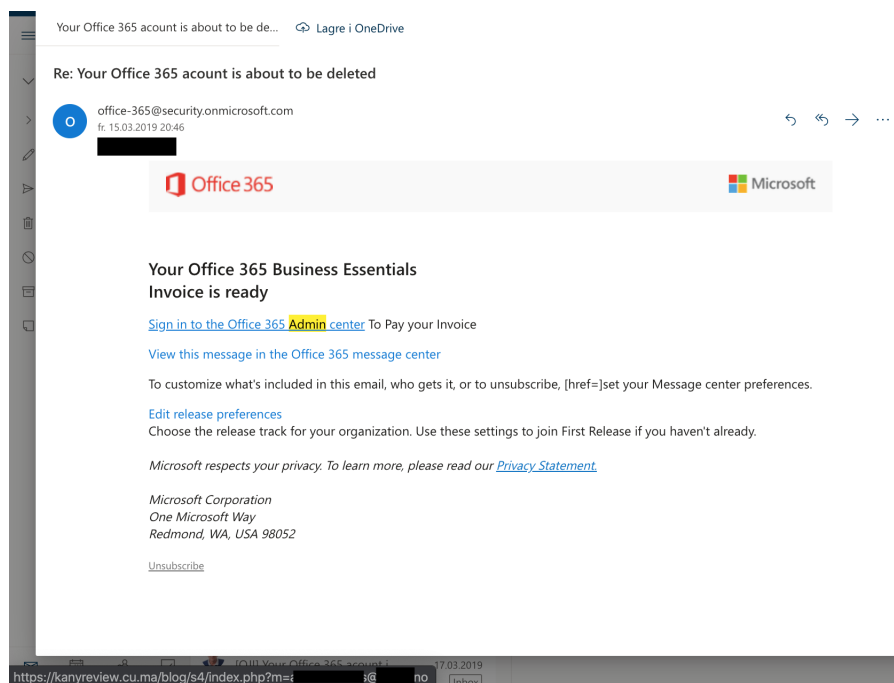 Your Office 365 acount is about to be de...
Lagre i OneDrive
Re: Your Office 365 acount is about to be deleted
O
office-365@security.onmicrosoft.com
fr. 15.03.2019 20:46
Office 365
Microsoft
Your Office 365 Business Essentials
Invoice is ready
Sign in to the Office 365 Admin center To Pay your Invoice
View this message in the Office 365 message center
To customize what's included in this email, who gets it, or to unsubscribe, [href=]set your Message center preferences.
Edit release preferences
Choose the release track for your organization. Use these settings to join First Release if you haven't already.
Microsoft respects your privacy. To learn more, please read our Privacy Statement.
Microsoft Corporation
One Microsoft Way
Redmond, WA, USA 98052
Unsubscribe
Your Office 365 acount i
17.03.2019
https://kanyreview.cu.ma/blog/s4/index.php?m=a s@ no
Inbox